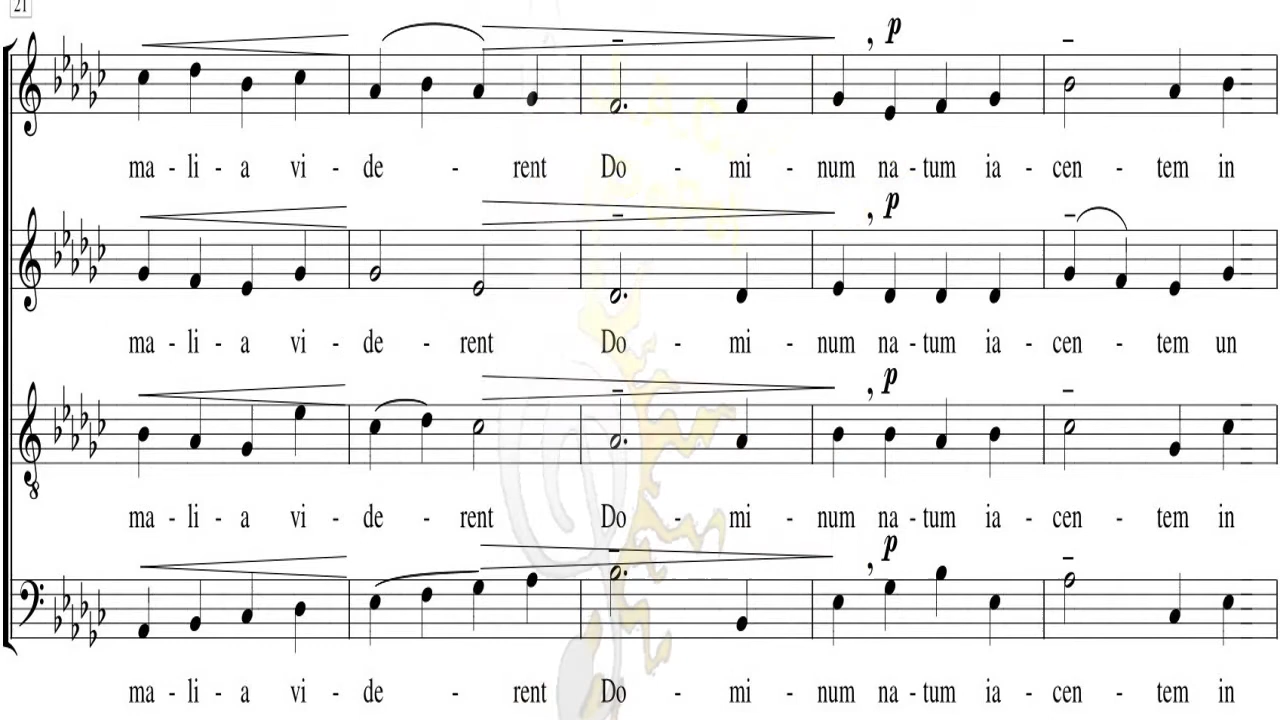 21
p
ma - li - a vi - de - rent Do - mi - num na - tum ia - cen - tem in
p
ma - li - a vi - de - rent Do - mi - num na - tum ia - cen - tem un
p
8
ma - li - a vi - de - rent Do - mi - num na - tum ia - cen - tem in
p
ma - li - a vi - de - rent Do - mi - num na - tum ia - cen - tem in